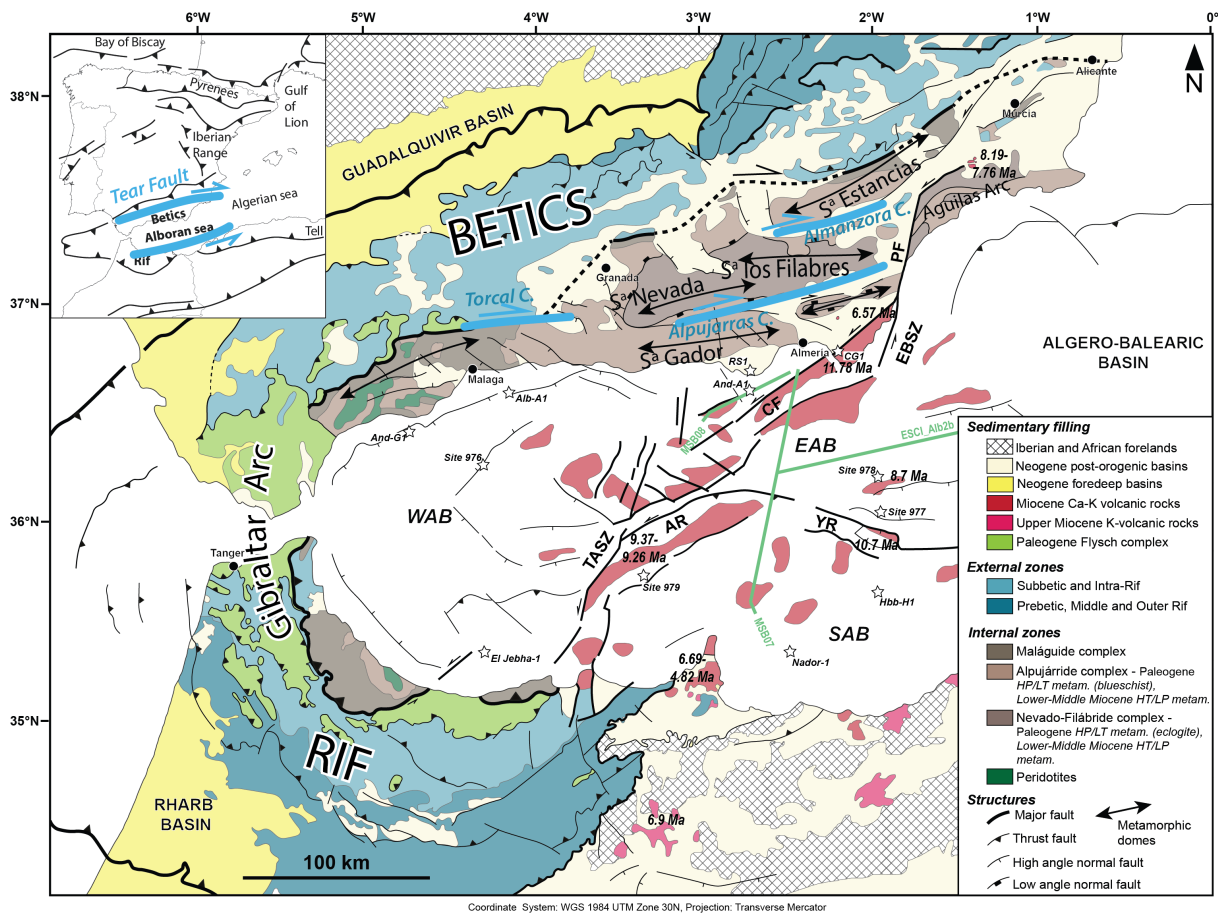 6°W
5°W
4°W
3°W
2°W
1°W
0°
38°N
37°N
36°N
35°N
Bay of Biscay
Pyrenees
Gulf
of
Lion
Iberian
Range
Tear Fault
Betics
Algerian sea
Alboran sea
Tell
Rif
N
GUADALQUIVIR BASIN
BETICS
Alicante
Murcia
8.19-
7.76 Ma
Sª Estancias
Aguilas Arc
Almanzora C.
PF
Granada
Sª los Filabres
Sª Nevada
Torcal C.
Alpujarras C.
6.57 Ma
Sª Gador
EBSZ
ALGERO-BALEARIC
BASIN
Almeria
CG1
RS1
11.78 Ma
Malaga
And-A1
Alb-A1
CF
And-G1
MSB08
EAB
ESCI_Alb2b
Site 976
Site 978
8.7 Ma
Gibraltar Arc
WAB
AR
Site 977
YR
TASZ
9.37-
9.26 Ma
10.7 Ma
Tanger
Site 979
Hbb-H1
MSB07
SAB
El Jebha-1
Nador-1
6.69-
4.82 Ma
RIF
RHARB
BASIN
6.9 Ma
100 km
Sedimentary filling
Iberian and African forelands
Neogene post-orogenic basins
Neogene foredeep basins
Miocene Ca-K volcanic rocks
Upper Miocene K-volcanic rocks
Paleogene Flysch complex
External zones
Subbetic and Intra-Rif
Prebetic, Middle and Outer Rif
Internal zones
Maláguide complex
Alpujárride complex - Paleogene
HP/LT metam. (blueschist),
Lower-Middle Miocene HT/LP metam.
Nevado-Filábride complex -
Paleogene HP/LT metam. (eclogite),
Lower-Middle Miocene HT/LP
metam.
Peridotites
Structures
Major fault
Thrust fault
High angle normal fault
Low angle normal fault
Metamorphic
domes
Coordinate System: WGS 1984 UTM Zone 30N, Projection: Transverse Mercator